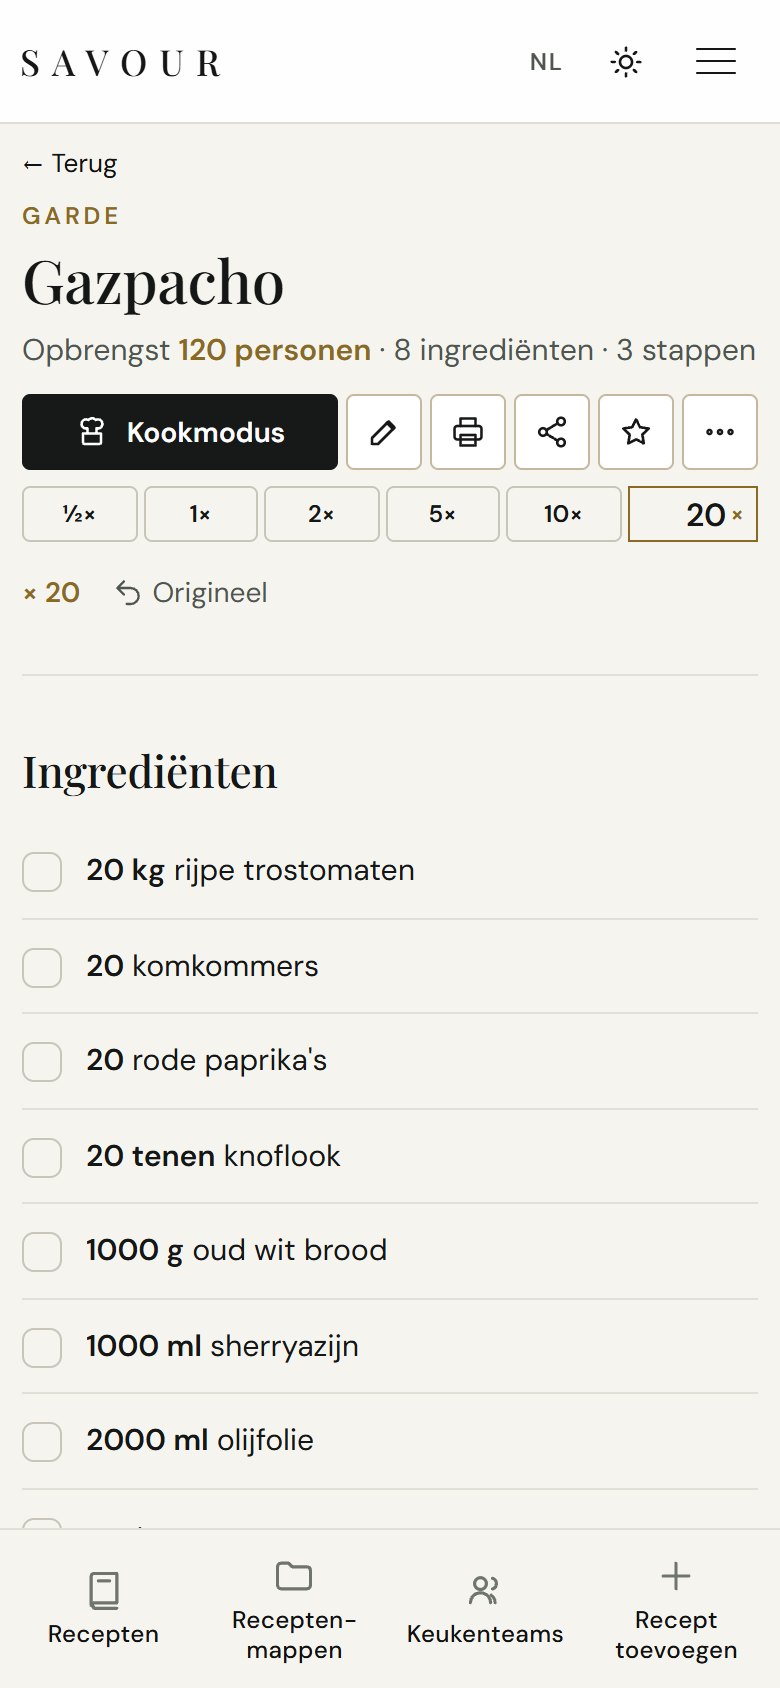 SAVOUR
NL
← Terug
GARDE
Gazpacho
Opbrengst 120 personen · 8 ingrediënten · 3 stappen
Kookmodus
½× 1× 2× 5× 10× 20 ×
× 20 Origineel
Ingrediënten
20 kg rijpe trostomaten
20 komkommers
20 rode paprika's
20 tenen knoflook
1000 g oud wit brood
1000 ml sherryazijn
2000 ml olijfolie
Recepten
Recepten-
mappen
Keukenteams
Recept
toevoegen